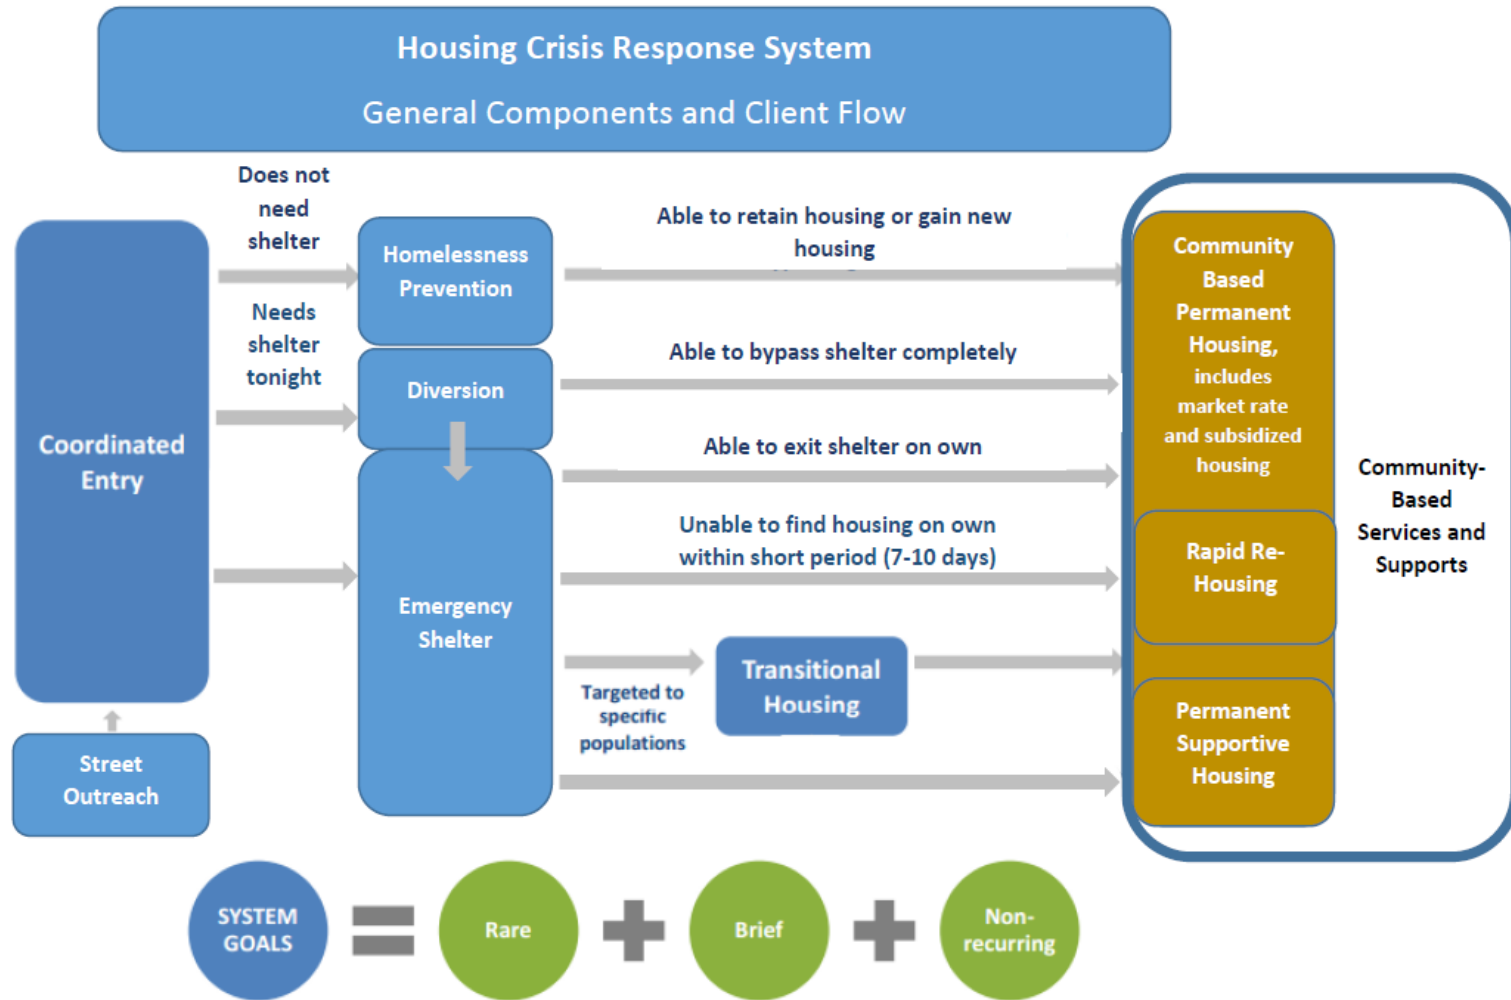 Housing Crisis Response System
General Components and Client Flow
Does not
need
shelter
Needs
shelter
tonight
Coordinated
Entry
Street
Outreach
Homelessness
Prevention
Diversion
Emergency
Shelter
Able to retain housing or gain new
housing
Able to bypass shelter completely
Able to exit shelter on own
Unable to find housing on own
within short period (7-10 days)
Targeted to
specific
populations
Transitional
Housing
Community
Based
Permanent
Housing,
includes
market rate
and subsidized
housing
Rapid Re-
Housing
Permanent
Supportive
Housing
Community-
Based
Services and
Supports
SYSTEM
GOALS
Rare
Brief
Non-
recurring